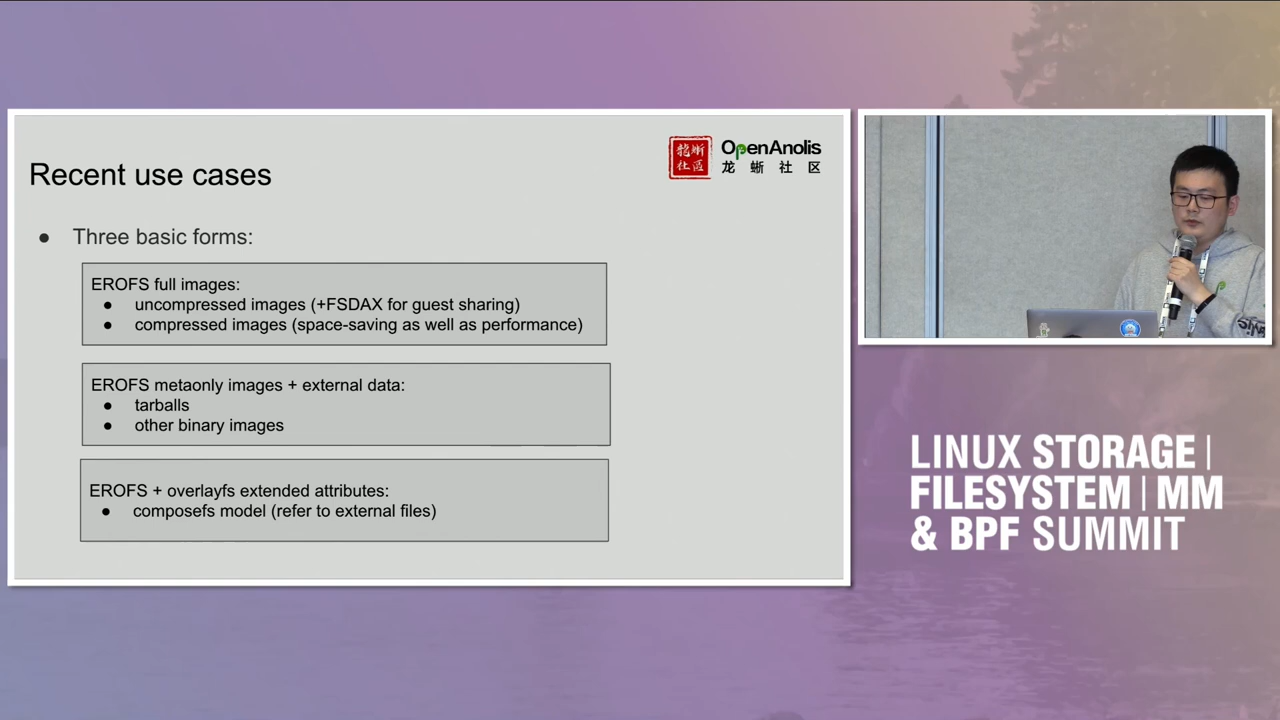 Recent use cases
龙蜥
社区
OpenAnolis
龙 蜥 社 区
● Three basic forms:
EROFS full images:
● uncompressed images (+FSDAX for guest sharing)
● compressed images (space-saving as well as performance)
EROFS metaonly images + external data:
● tarballs
● other binary images
EROFS + overlayfs extended attributes:
● composefs model (refer to external files)
LINUX STORAGE |
FILESYSTEM | MM
& BPF SUMMIT